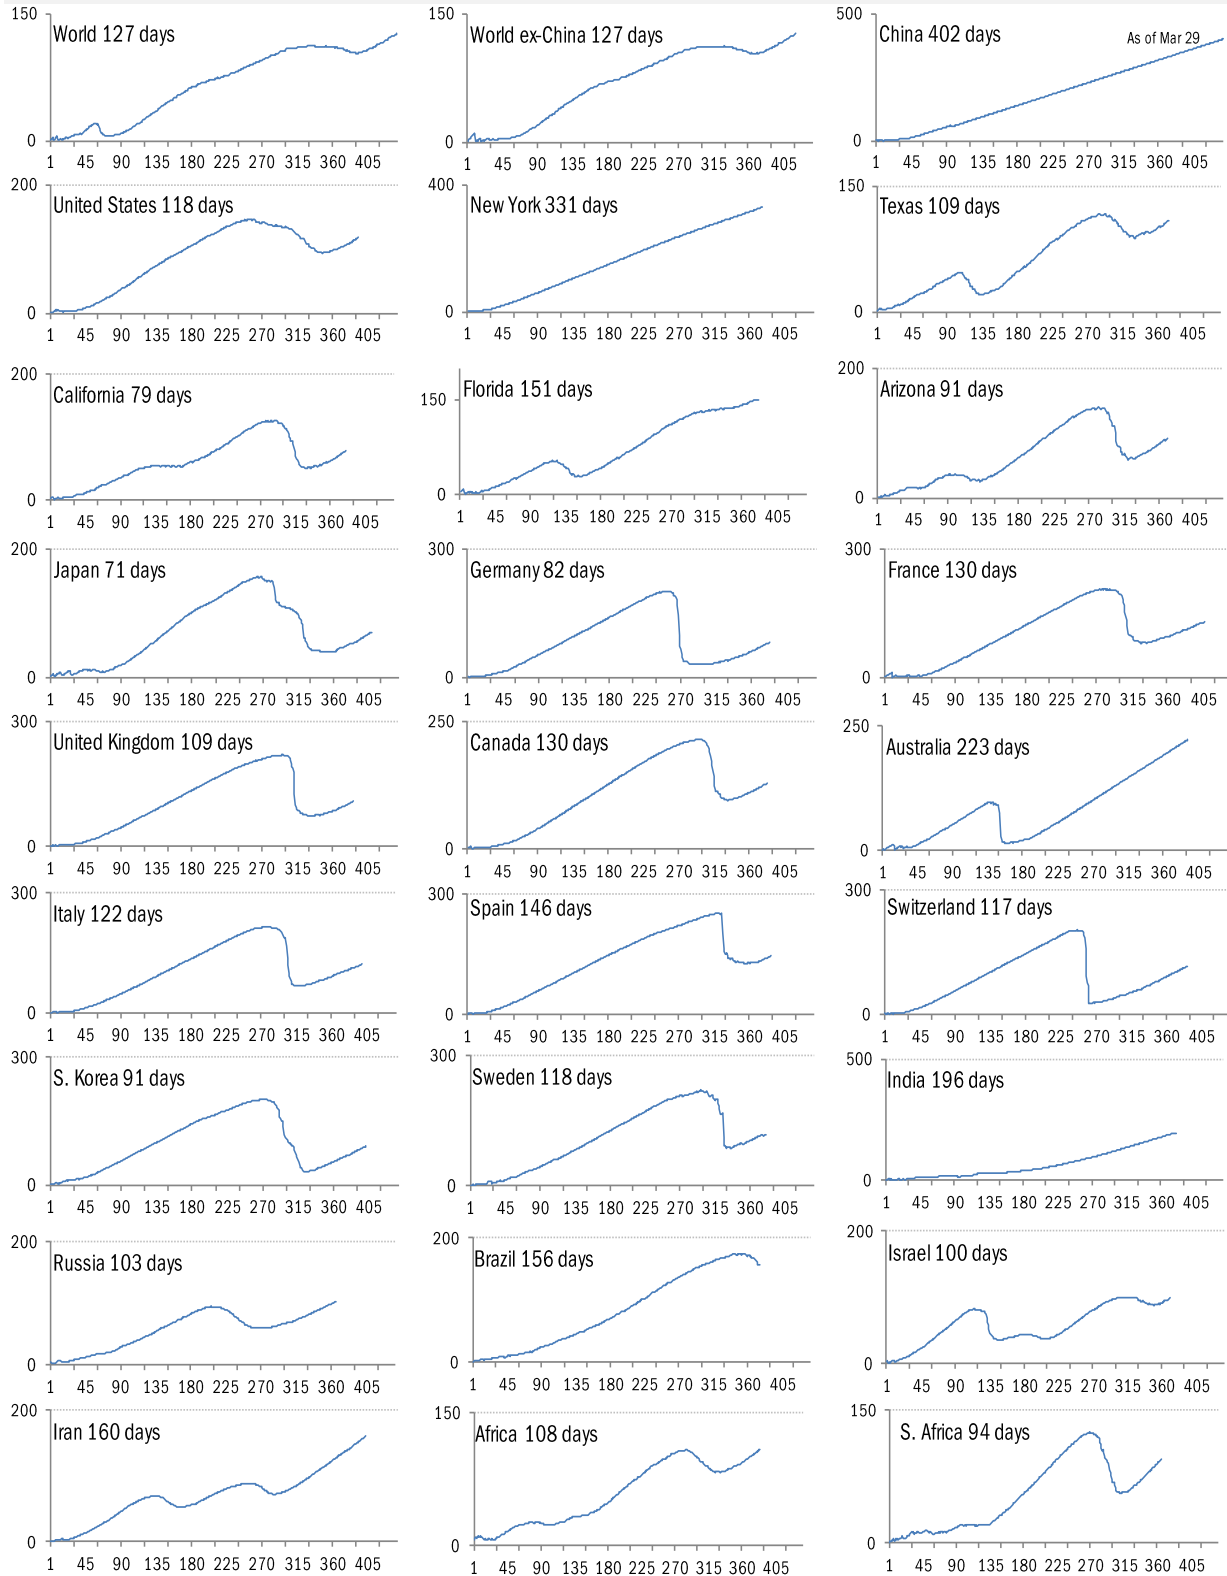 150 150 500
World 127 days World ex-China 127 days China 402 days As of Mar 29
0 0 0
1 45 90 135 180 225 270 315 360 405 1 45 90 135 180 225 270 315 360 405 1 45 90 135 180 225 270 315 360 405
200 400 150
United States 118 days New York 331 days Texas 109 days
0 0 0
1 45 90 135 180 225 270 315 360 405 1 45 90 135 180 225 270 315 360 405 1 45 90 135 180 225 270 315 360 405
200 150 200
California 79 days Florida 151 days Arizona 91 days
0 0 0
1 45 90 135 180 225 270 315 360 405 1 45 90 135 180 225 270 315 360 405 1 45 90 135 180 225 270 315 360 405
200 300 300
Japan 71 days Germany 82 days France 130 days
0 0 0
1 45 90 135 180 225 270 315 360 405 1 45 90 135 180 225 270 315 360 405 1 45 90 135 180 225 270 315 360 405
300 250 250
United Kingdom 109 days Canada 130 days Australia 223 days
0 0 0
1 45 90 135 180 225 270 315 360 405 1 45 90 135 180 225 270 315 360 405 1 45 90 135 180 225 270 315 360 405
300 300 300
Italy 122 days Spain 146 days Switzerland 117 days
0 0 0
1 45 90 135 180 225 270 315 360 405 1 45 90 135 180 225 270 315 360 405 1 45 90 135 180 225 270 315 360 405
300 300 500
S. Korea 91 days Sweden 118 days India 196 days
0 0 0
1 45 90 135 180 225 270 315 360 405 1 45 90 135 180 225 270 315 360 405 1 45 90 135 180 225 270 315 360 405
200 200 200
Russia 103 days Brazil 156 days Israel 100 days
0 0 0
1 45 90 135 180 225 270 315 360 405 1 45 90 135 180 225 270 315 360 405 1 45 90 135 180 225 270 315 360 405
200 150 150
Iran 160 days Africa 108 days S. Africa 94 days
0 0 0
1 45 90 135 180 225 270 315 360 405 1 45 90 135 180 225 270 315 360 405 1 45 90 135 180 225 270 315 360 405